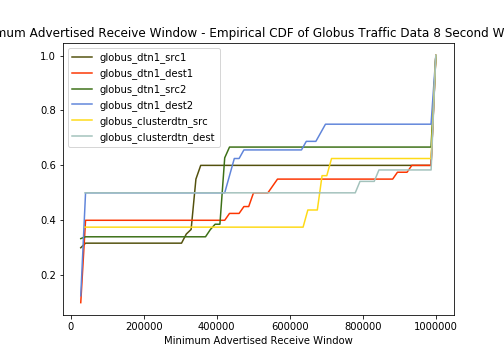 mum Advertised Receive Window - Empirical CDF of Globus Traffic Data 8 Second W
globus_dtn1_src1
globus_dtn1_dest1
globus_dtn1_src2
globus_dtn1_dest2
globus_clusterdtn_src
globus_clusterdtn_dest
1.0
0.8
0.6
0.4
0.2
0
200000
400000
600000
800000
1000000
Minimum Advertised Receive Window